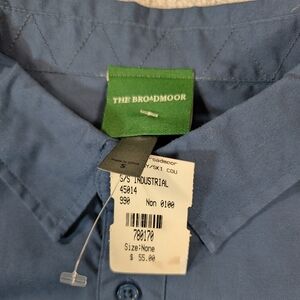 THE BROADMOOR
S
S/S INDUSTRIAL
45014
990 Non 0100
780170
Size:None
$ 55.00